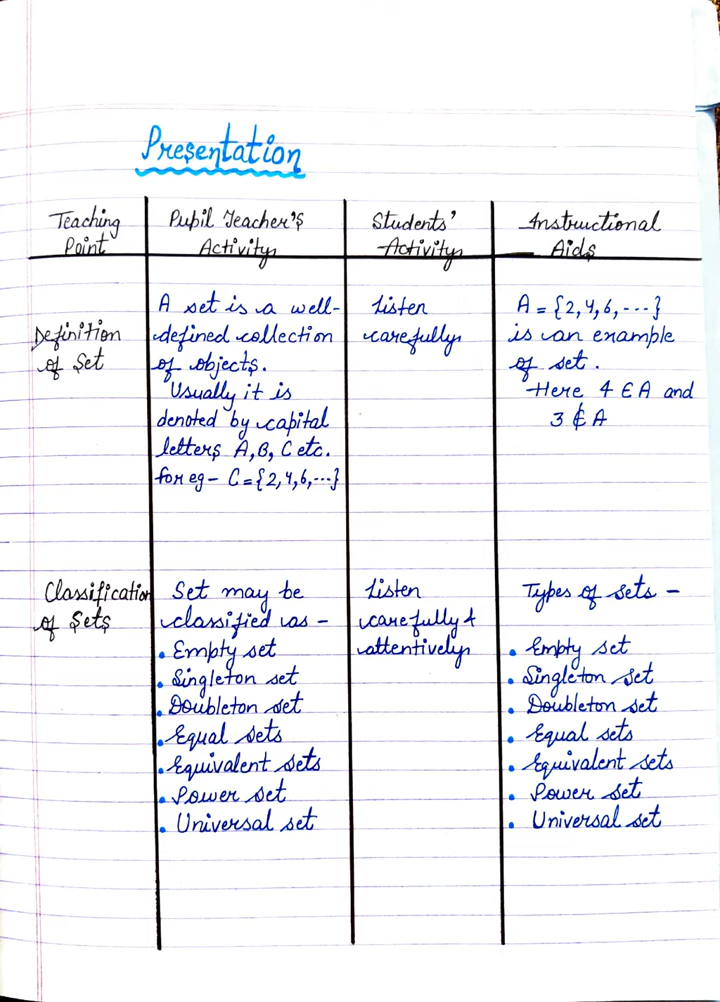 Presentation
Teaching Point
Pupil Teacher's Activity
Students' Activity
Instructional Aids
Definition
of Set
A set is a well-
defined collection
of objects.
Usually it is
denoted by capital
letters A, B, C etc.
for eg - C = {2, 4, 6, ---}
Listen
carefully
A = {2, 4, 6, ---}
is an example
of set.
Here 4 ∈ A and
3 ∉ A
Classification
of Sets
Set may be
classified as -
• Empty set
• Singleton set
• Doubleton set
• Equal sets
• Equivalent sets
• Power set
• Universal set
Listen
carefully &
attentively
Types of sets -
• Empty set
• Singleton set
• Doubleton set
• Equal sets
• Equivalent sets
• Power set
• Universal set